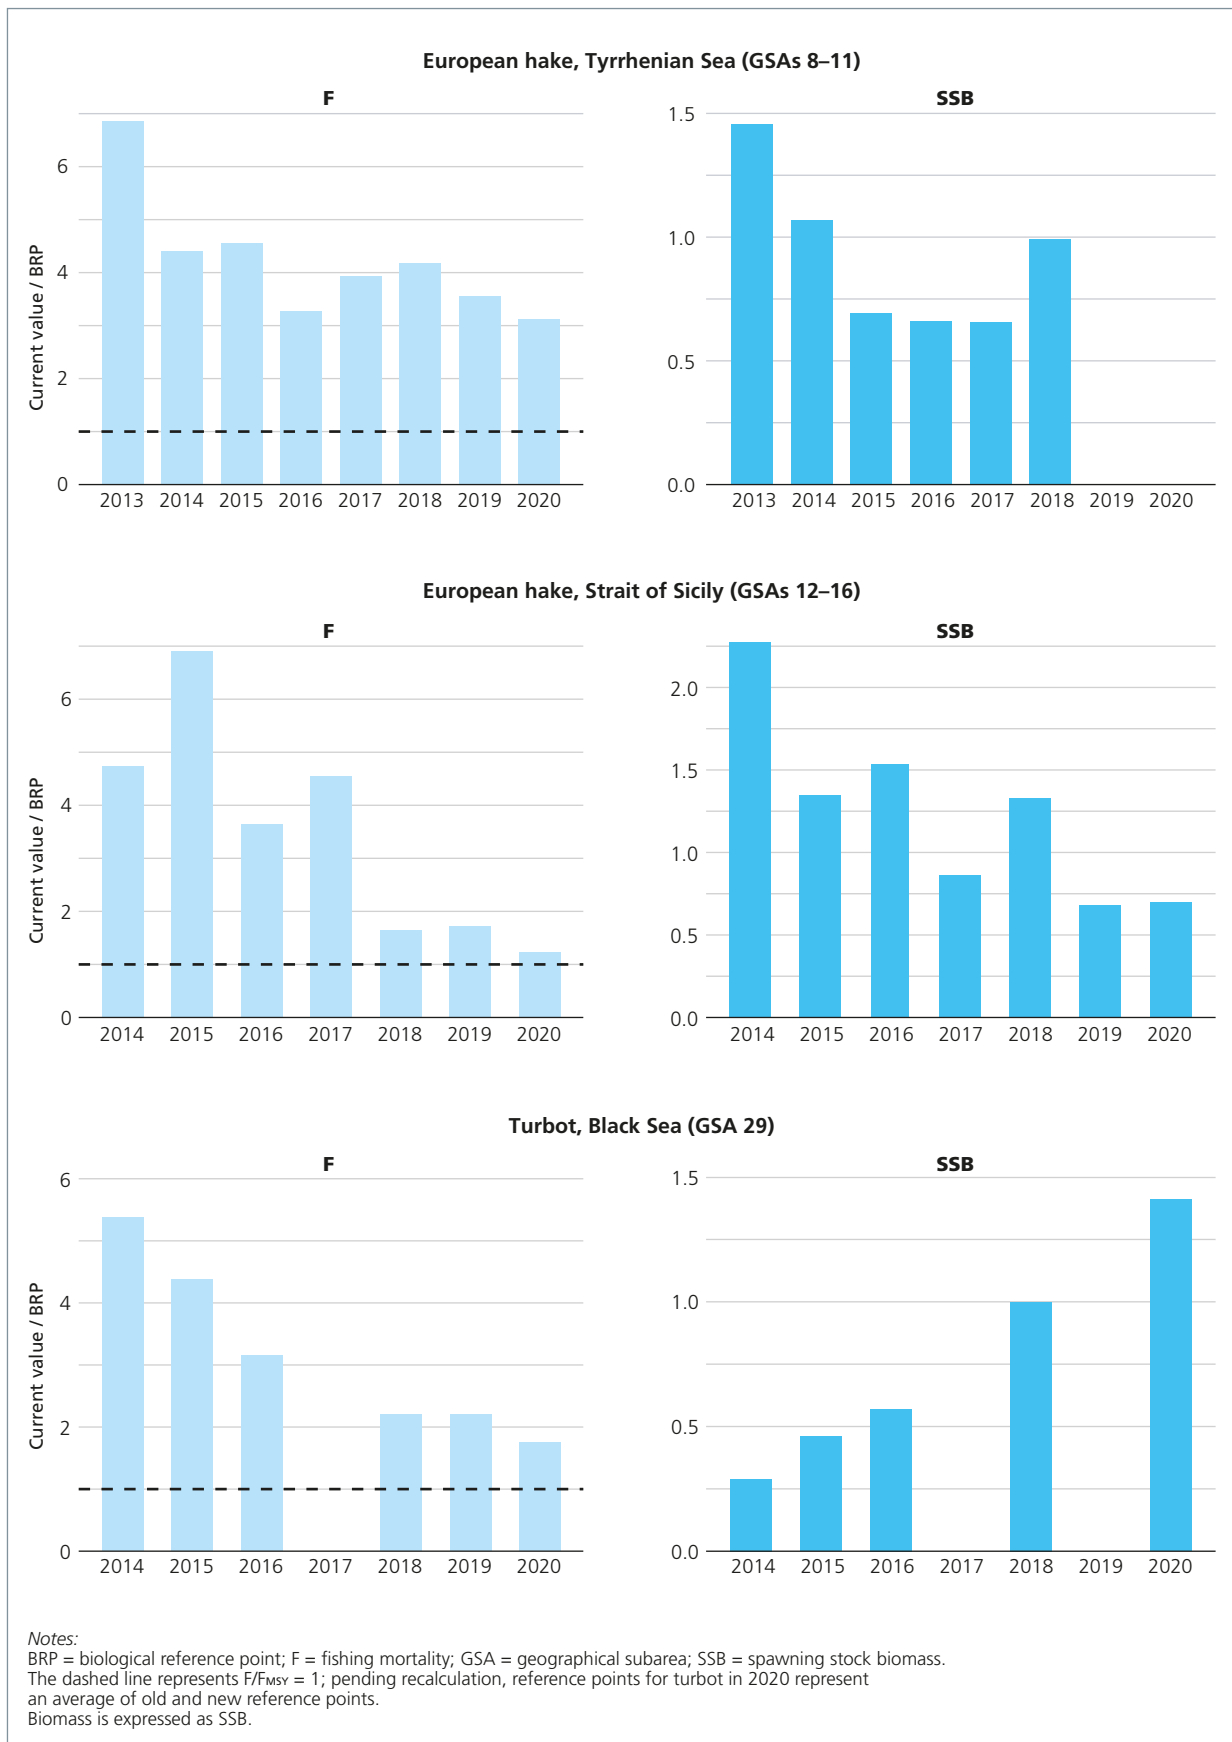 European hake, Tyrrhenian Sea (GSAs 8–11)
F
SSB
Current value / BRP
6
4
2
0
2013 2014 2015 2016 2017 2018 2019 2020
1.5
1.0
0.5
0.0
2013 2014 2015 2016 2017 2018 2019 2020
European hake, Strait of Sicily (GSAs 12–16)
F
SSB
Current value / BRP
6
4
2
0
2014 2015 2016 2017 2018 2019 2020
2.0
1.5
1.0
0.5
0.0
2014 2015 2016 2017 2018 2019 2020
Turbot, Black Sea (GSA 29)
F
SSB
Current value / BRP
6
4
2
0
2014 2015 2016 2017 2018 2019 2020
1.5
1.0
0.5
0.0
2014 2015 2016 2017 2018 2019 2020
Notes:
BRP = biological reference point; F = fishing mortality; GSA = geographical subarea; SSB = spawning stock biomass.
The dashed line represents F/FMSY = 1; pending recalculation, reference points for turbot in 2020 represent
an average of old and new reference points.
Biomass is expressed as SSB.